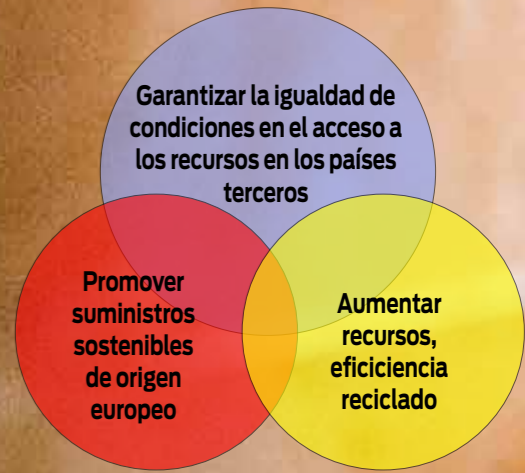 Garantizar la igualdad de
condiciones en el acceso a
los recursos en los países
terceros
Promover
suministros
sostenibles
de origen
europeo
Aumentar
recursos,
eficiciencia
reciclado